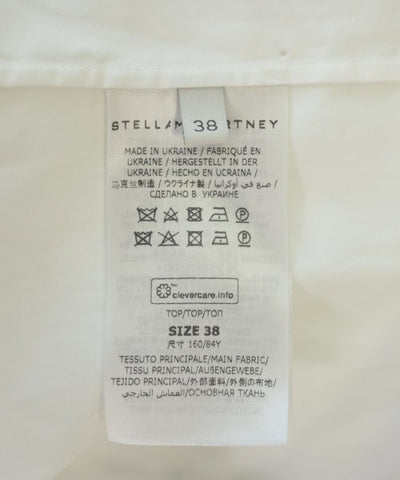 STELLA
38
RTNEY
MADE IN UKRAINE / FABRIQUÉ EN
UKRAINE / HERGESTELLT IN DER
UKRAINE / HECHO EN UCRAINA /
乌克兰制造 / ウクライナ製 / صنع في أوكرانيا /
СДЕЛАНО В УКРАИНЕ
P
P
TM
clevercare.info
TOP/TOP/ТОП
SIZE 38
尺寸 160/84Y
TESSUTO PRINCIPALE/MAIN FABRIC/
TISSU PRINCIPAL/AUßENGEWEBE/
TEJIDO PRINCIPAL/外部面料/外側の布地/
القماش الخارجي/ОСНОВНАЯ ТКАНЬ